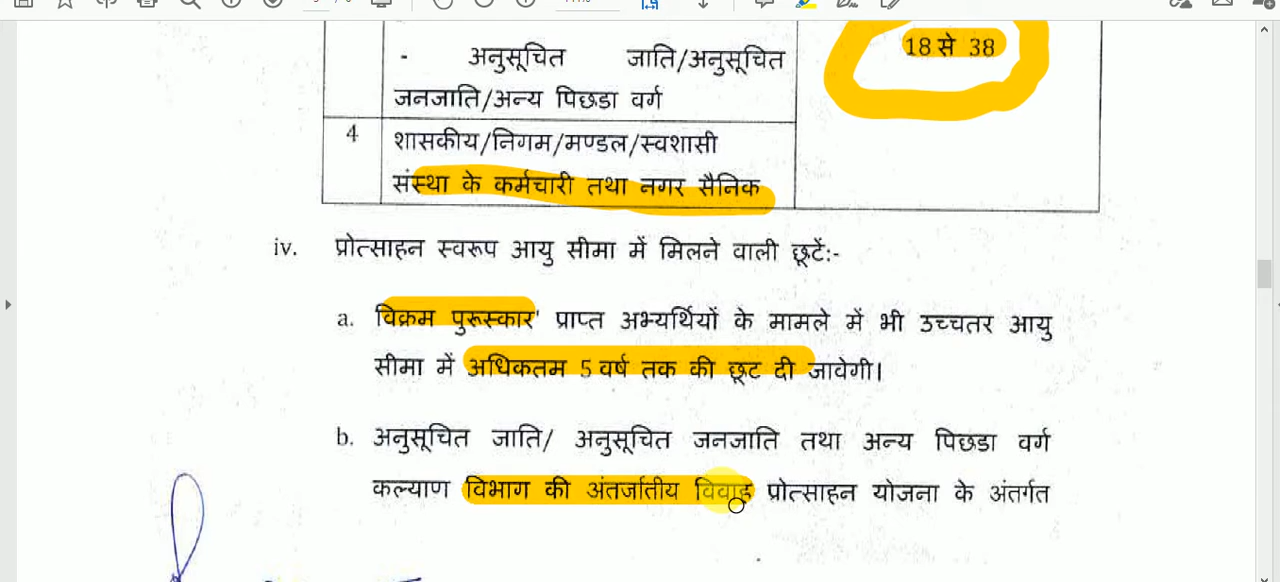 - अनुसूचित जाति/अनुसूचित
जनजाति/अन्य पिछडा वर्ग
18 से 38
4 शासकीय/निगम/मण्डल/स्वशासी
संस्था के कर्मचारी तथा नगर सैनिक
iv. प्रोत्साहन स्वरूप आयु सीमा में मिलने वाली छूटें:-
a. विक्रम पुरूस्कार' प्राप्त अभ्यर्थियों के मामले में भी उच्चतर आयु
सीमा में अधिकतम 5 वर्ष तक की छूट दी जावेगी।
b. अनुसूचित जाति/ अनुसूचित जनजाति तथा अन्य पिछडा वर्ग
कल्याण विभाग की अंतर्जातीय विवाह प्रोत्साहन योजना के अंतर्गत